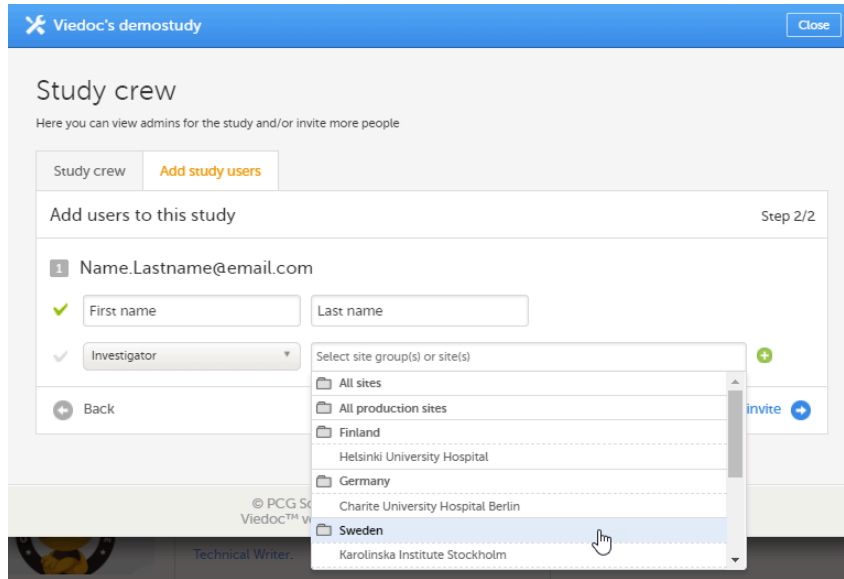 Viedoc's demostudy
Close
Study crew
Here you can view admins for the study and/or invite more people
Study crew
Add study users
Add users to this study
Step 2/2
1
Name.Lastname@email.com
First name
Last name
Investigator
Select site group(s) or site(s)
All sites
All production sites
Back
invite
Finland
Helsinki University Hospital
Germany
Charite University Hospital Berlin
© PCG
Viedoc™
Sweden
Technical Writer.
Karolinska Institute Stockholm